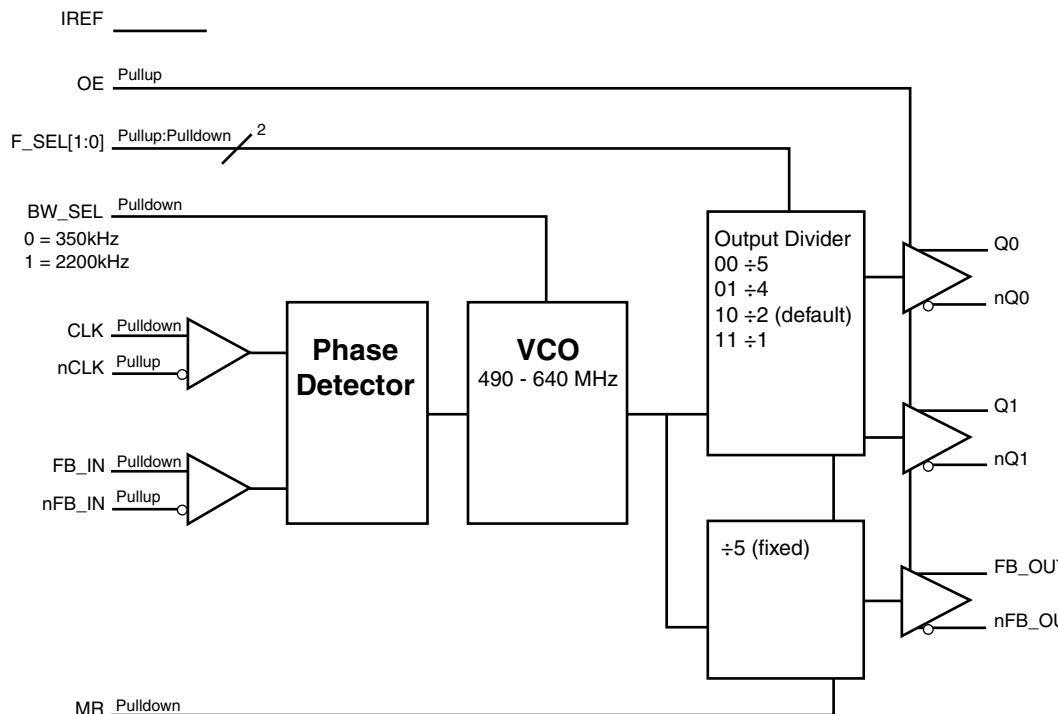 IREF
OE Pullup
F_SEL[1:0] Pullup:Pulldown 2
BW_SEL Pulldown
0 = 350kHz
1 = 2200kHz
CLK Pulldown
nCLK Pullup
FB_IN Pulldown
nFB_IN Pullup
Phase
Detector
VCO
490 - 640 MHz
Output Divider
00 ÷5
01 ÷4
10 ÷2 (default)
11 ÷1
÷5 (fixed)
Q0
nQ0
Q1
nQ1
FB_OUT
nFB_OU
MR Pulldown